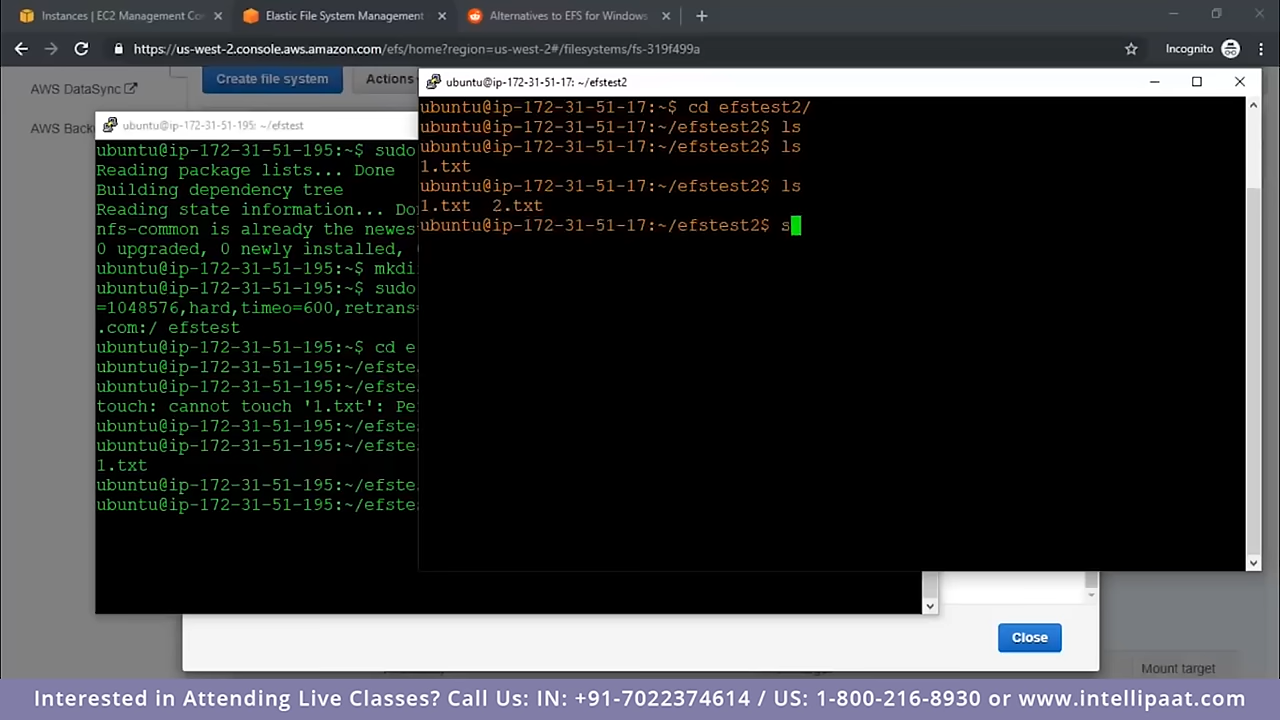 Instances | EC2 Management Con
Elastic File System Management
Alternatives to EFS for Windows
https://us-west-2.console.aws.amazon.com/efs/home?region=us-west-2#/filesystems/fs-319f499a
Incognito
AWS DataSync
Create file system
Actions
AWS Back
ubuntu@ip-172-31-51-195: ~/efstest
ubuntu@ip-172-31-51-195:~$ sudo
Reading package lists... Done
Building dependency tree
Reading state information... Do
nfs-common is already the newes
0 upgraded, 0 newly installed,
ubuntu@ip-172-31-51-195:~$ mkdi
ubuntu@ip-172-31-51-195:~$ sudo
=1048576,hard,timeo=600,retrans=
.com:/ efstest
ubuntu@ip-172-31-51-195:~$ cd e
ubuntu@ip-172-31-51-195:~/efste
ubuntu@ip-172-31-51-195:~/efste
touch: cannot touch '1.txt': Pe
ubuntu@ip-172-31-51-195:~/efste
ubuntu@ip-172-31-51-195:~/efste
1.txt
ubuntu@ip-172-31-51-195:~/efste
ubuntu@ip-172-31-51-195:~/efste
ubuntu@ip-172-31-51-17: ~/efstest2
ubuntu@ip-172-31-51-17:~$ cd efstest2/
ubuntu@ip-172-31-51-17:~/efstest2$ ls
ubuntu@ip-172-31-51-17:~/efstest2$ ls
1.txt
ubuntu@ip-172-31-51-17:~/efstest2$ ls
1.txt 2.txt
ubuntu@ip-172-31-51-17:~/efstest2$ s
Close
Mount target
Interested in Attending Live Classes? Call Us: IN: +91-7022374614 / US: 1-800-216-8930 or www.intellipaat.com